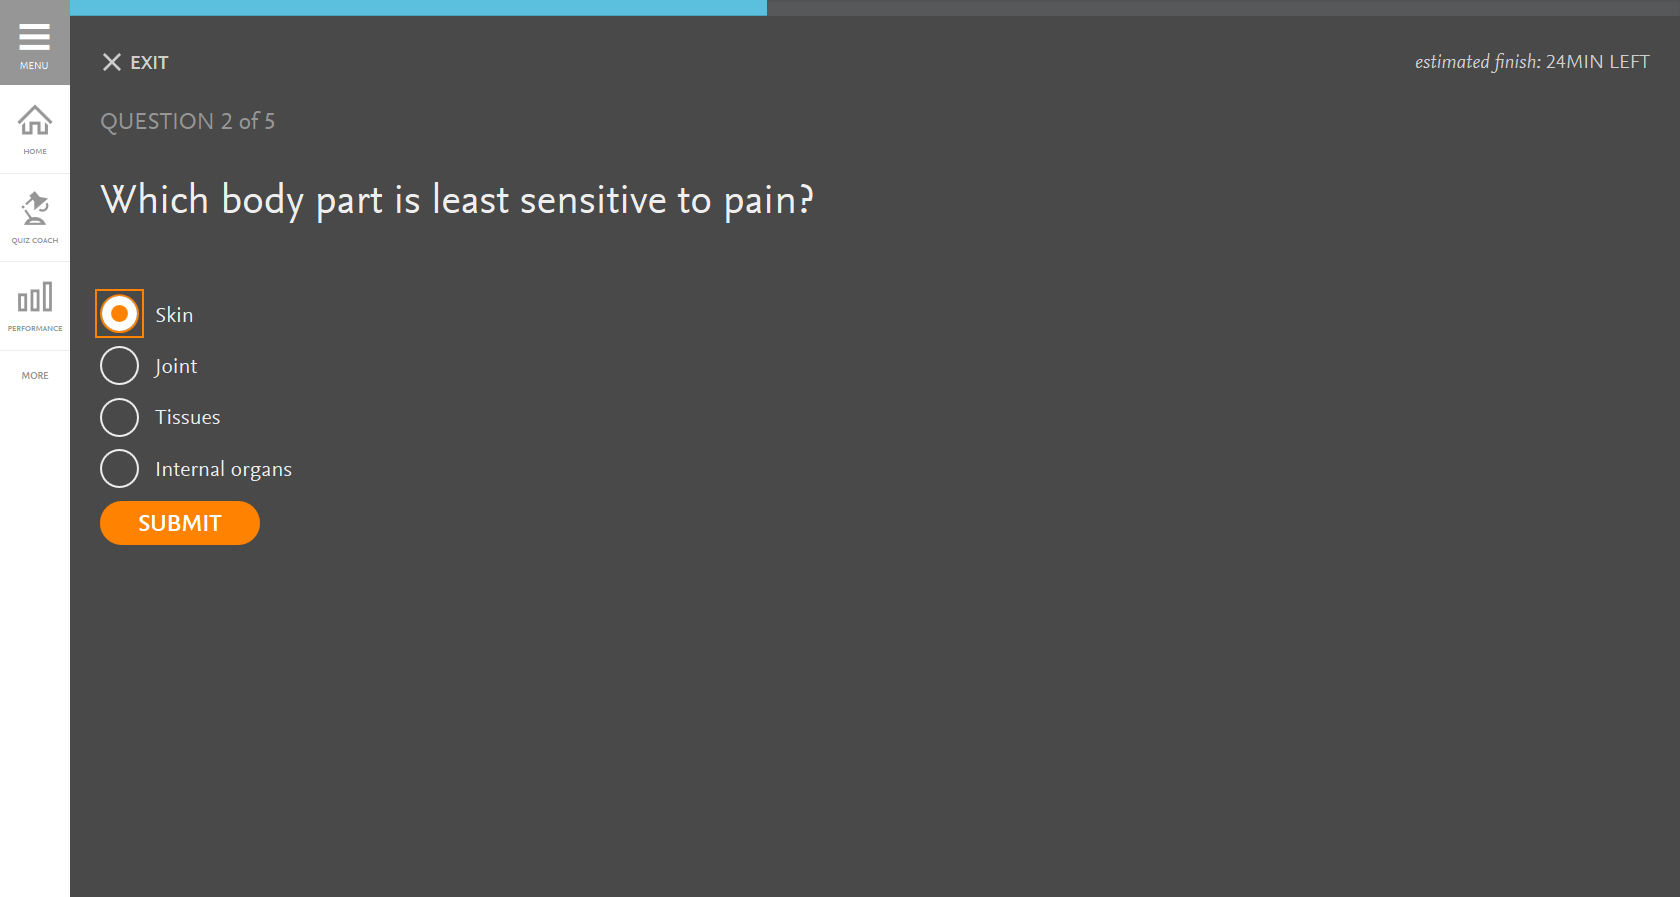 MENU
HOME
QUIZ COACH
PERFORMANCE
MORE
EXIT
estimated finish: 24MIN LEFT
QUESTION 2 of 5
Which body part is least sensitive to pain?
Skin
Joint
Tissues
Internal organs
SUBMIT